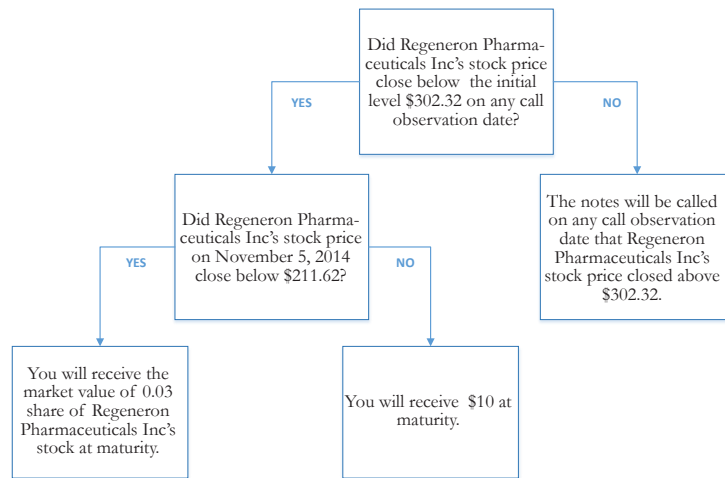 Did Regeneron Pharma-
ceuticals Inc's stock price
close below the initial
level $302.32 on any call
observation date?
YES
NO
Did Regeneron Pharma-
ceuticals Inc's stock price
on November 5, 2014
close below $211.62?
The notes will be called
on any call observation
date that Regeneron
Pharmaceuticals Inc's
stock price closed above
$302.32.
YES
NO
You will receive the
market value of 0.03
share of Regeneron
Pharmaceuticals Inc's
stock at maturity.
You will receive $10 at
maturity.